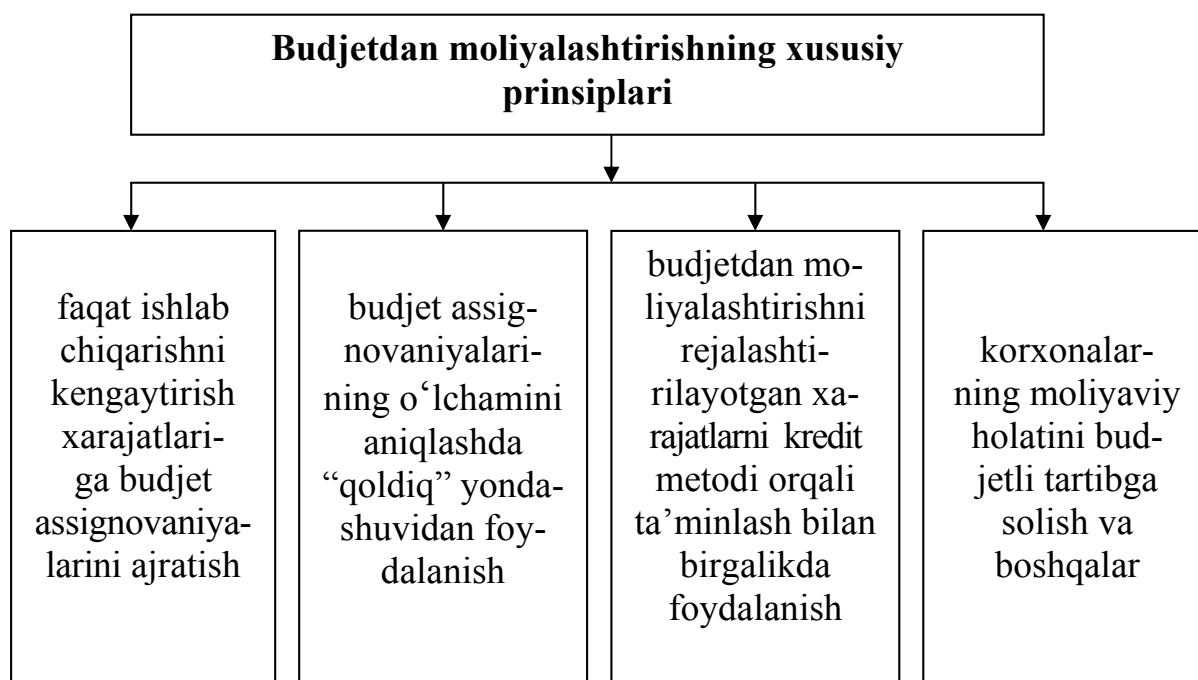 Budjetdan moliyalashtirishning xususiy
prinsiplari
faqat ishlab
chiqarishni
kengaytirish
xarajatlari-
ga budjet
assignovaniya-
larini ajratish
budjet assig-
novaniyalari-
ning o‘lchamini
aniqlashda
“qoldiq” yonda-
shuvidan foy-
dalanish
budjetdan mo-
liyalashtirishni
rejalashti-
rilayotgan xa-
rajatlarni kredit
metodi orqali
ta’minlash bilan
birgalikda
foydalanish
korxonalar-
ning moliyaviy
holatini bud-
jetli tartibga
solish va
boshqalar